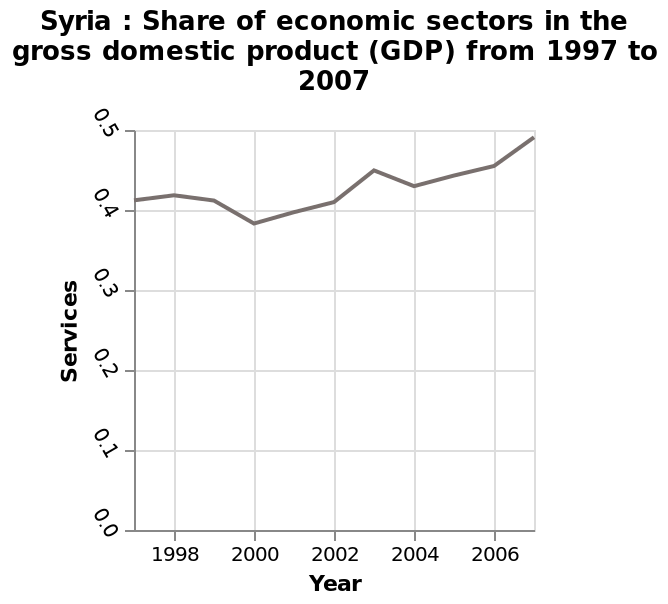 Syria : Share of economic sectors in the
gross domestic product (GDP) from 1997 to
2007
0.5
0.4
0.3
0.2
0.1
0.0
Services
1998 2000 2002 2004 2006
Year